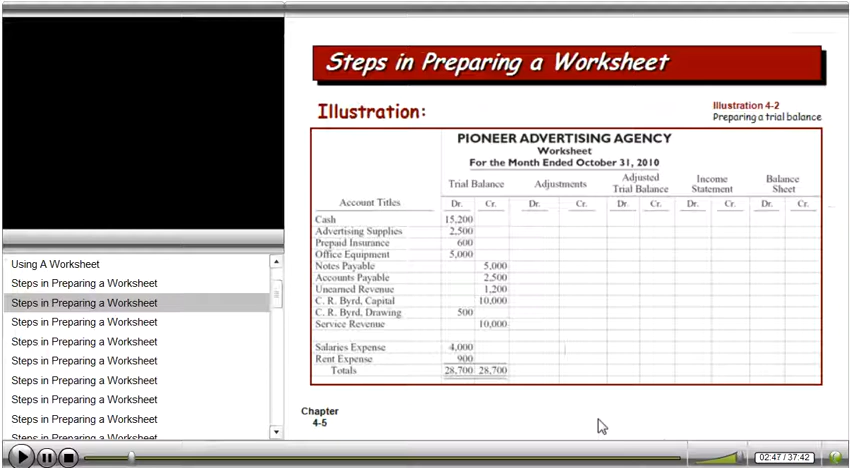 Steps in Preparing a Worksheet
Illustration:
Illustration 4-2
Preparing a trial balance
PIONEER ADVERTISING AGENCY
Worksheet
For the Month Ended October 31, 2010
Trial Balance Adjustments Adjusted Trial Balance Income Statement Balance Sheet
Account Titles Dr. Cr. Dr. Cr. Dr. Cr. Dr. Cr. Dr. Cr.
Cash 15,200
Advertising Supplies 2,500
Prepaid Insurance 600
Office Equipment 5,000
Notes Payable 5,000
Accounts Payable 2,500
Unearned Revenue 1,200
C. R. Byrd, Capital 10,000
C. R. Byrd, Drawing 500
Service Revenue 10,000
Salaries Expense 4,000
Rent Expense 900
Totals 28,700 28,700
Chapter
4-5
Using A Worksheet
Steps in Preparing a Worksheet
Steps in Preparing a Worksheet
Steps in Preparing a Worksheet
Steps in Preparing a Worksheet
Steps in Preparing a Worksheet
Steps in Preparing a Worksheet
Steps in Preparing a Worksheet
Steps in Preparing a Worksheet
Steps in Preparing a Worksheet
02:47 / 37:42